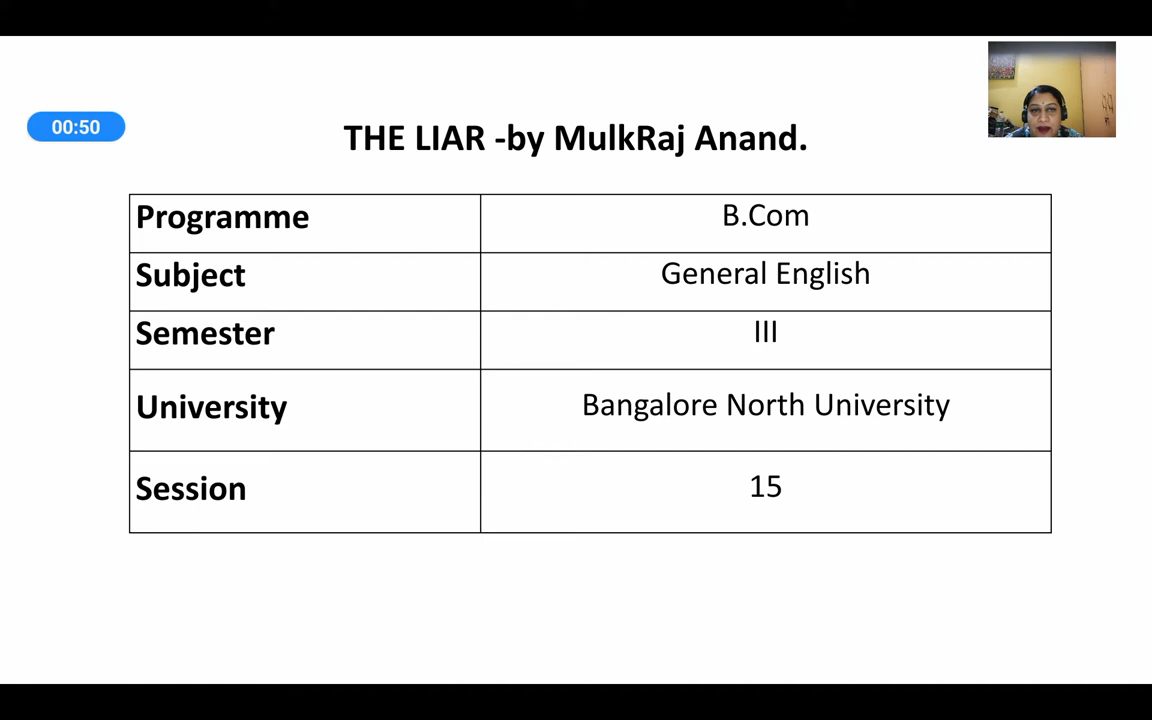 00:50
THE LIAR -by MulkRaj Anand.
Programme B.Com
Subject General English
Semester III
University Bangalore North University
Session 15